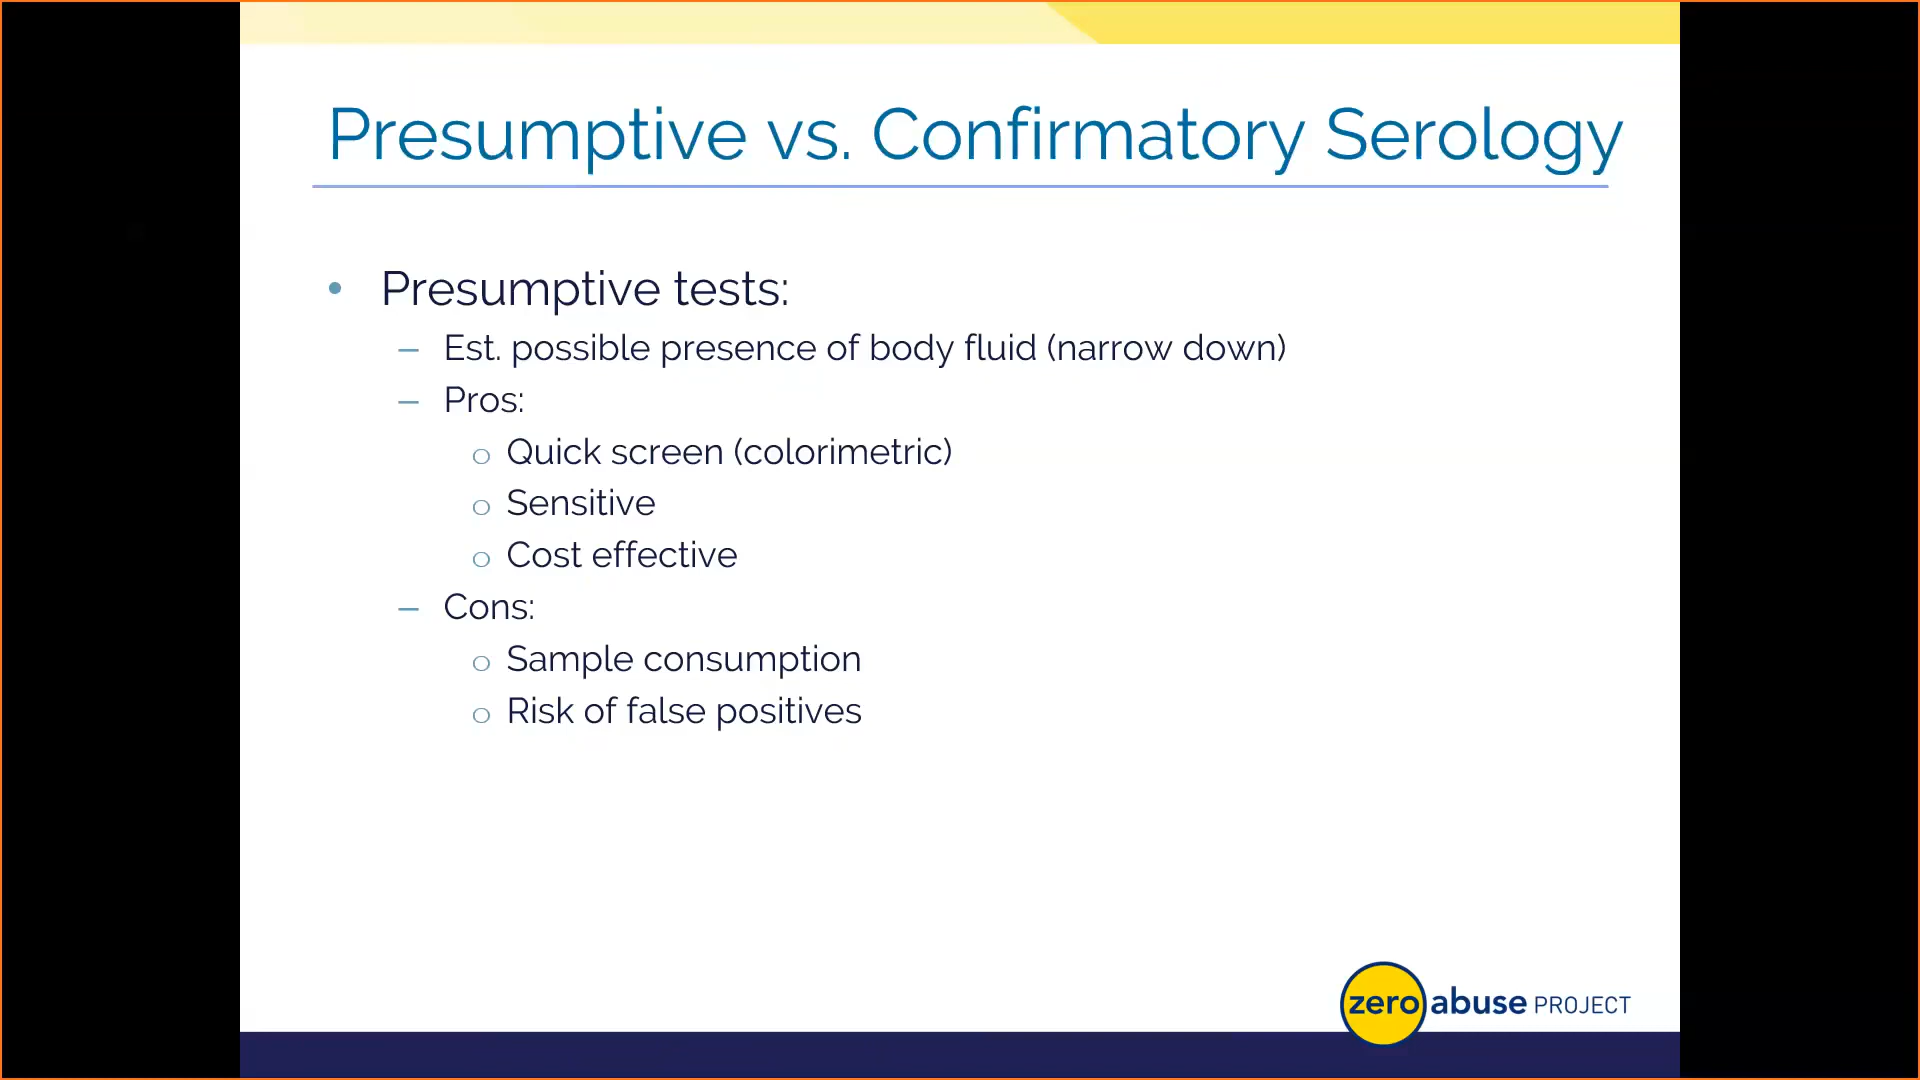 Presumptive vs. Confirmatory Serology
• Presumptive tests:
– Est. possible presence of body fluid (narrow down)
– Pros:
o Quick screen (colorimetric)
o Sensitive
o Cost effective
– Cons:
o Sample consumption
o Risk of false positives
zero abuse PROJECT